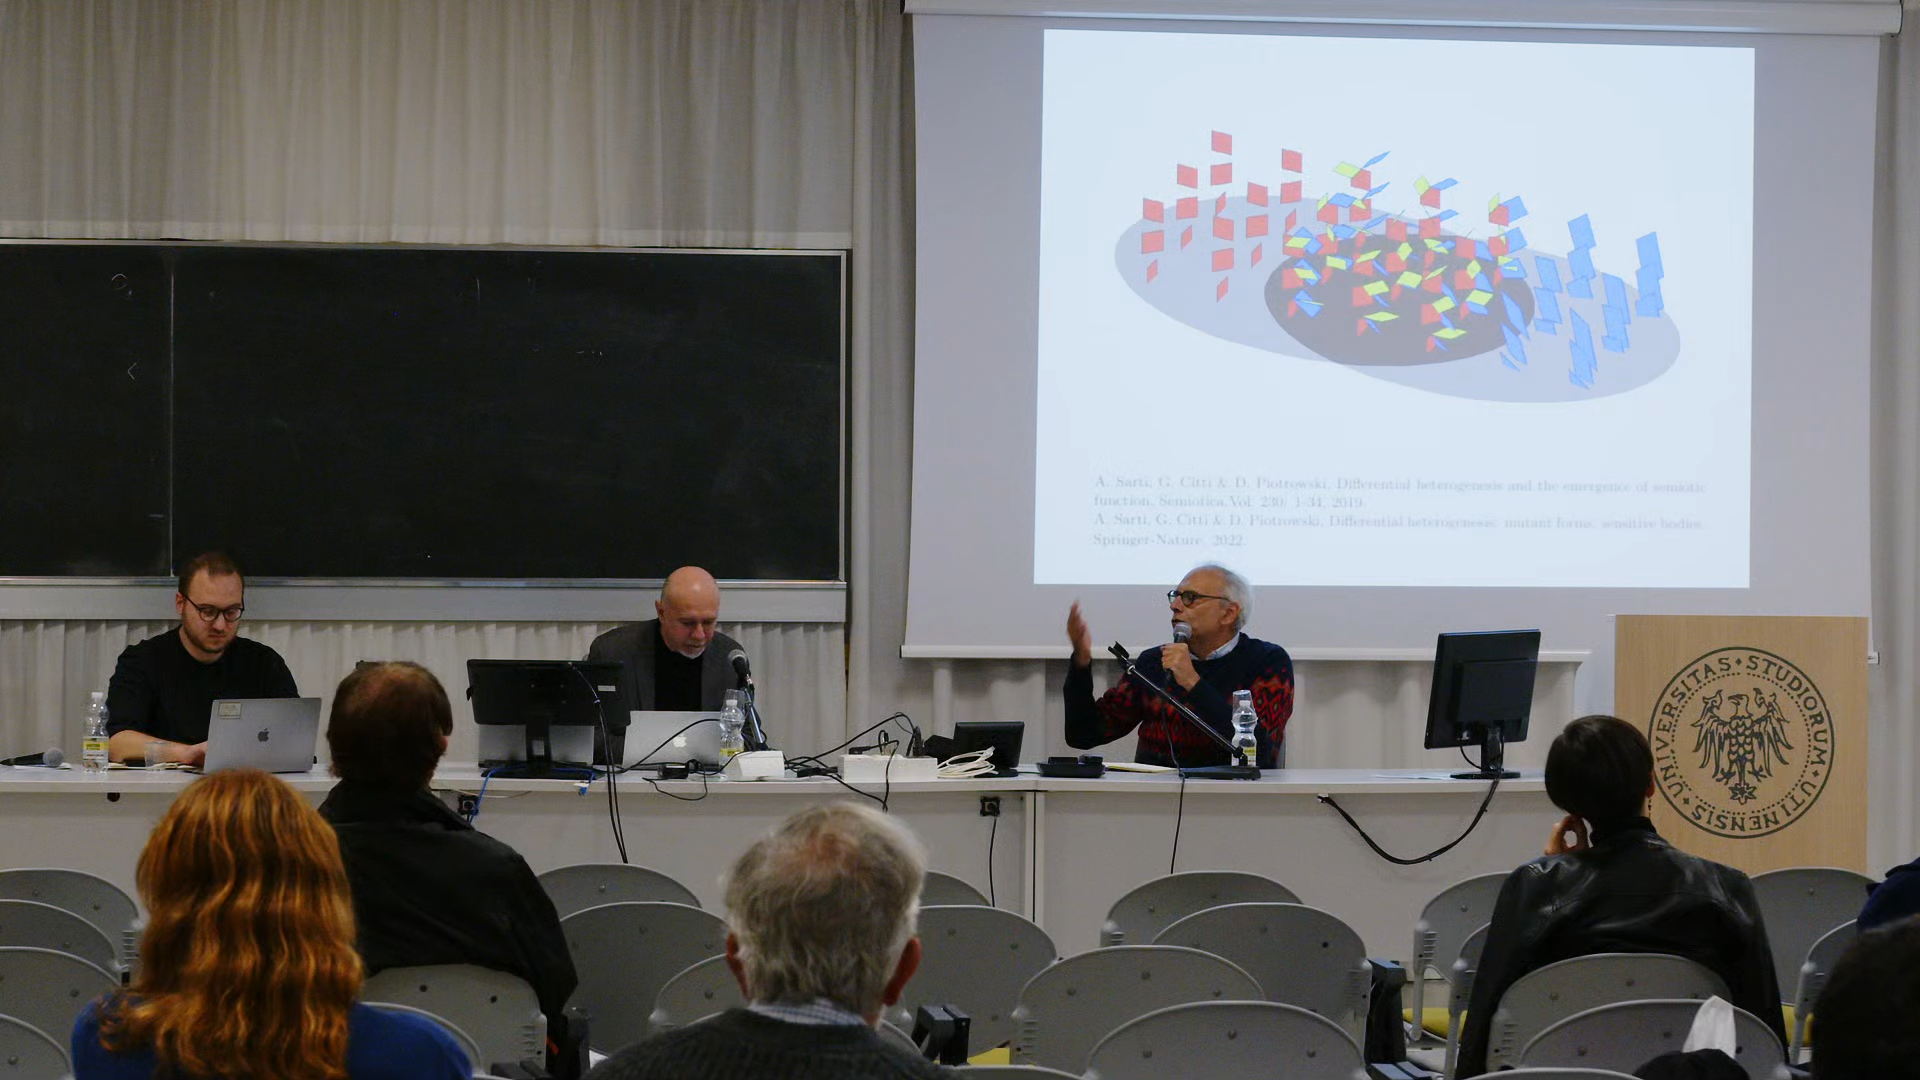 A. Sarti, G. Citti & D. Piotrowski, Differential heterogenesis and the emergence of semiotic
function, Semiotica, Vol. 230, 1-34, 2019.
A. Sarti, G. Citti & D. Piotrowski, Differential heterogenesis: mutant forms, sensitive bodies.
Springer-Nature, 2022.
UNIVERSITAS • STUDIORUM • UTINENSIS •